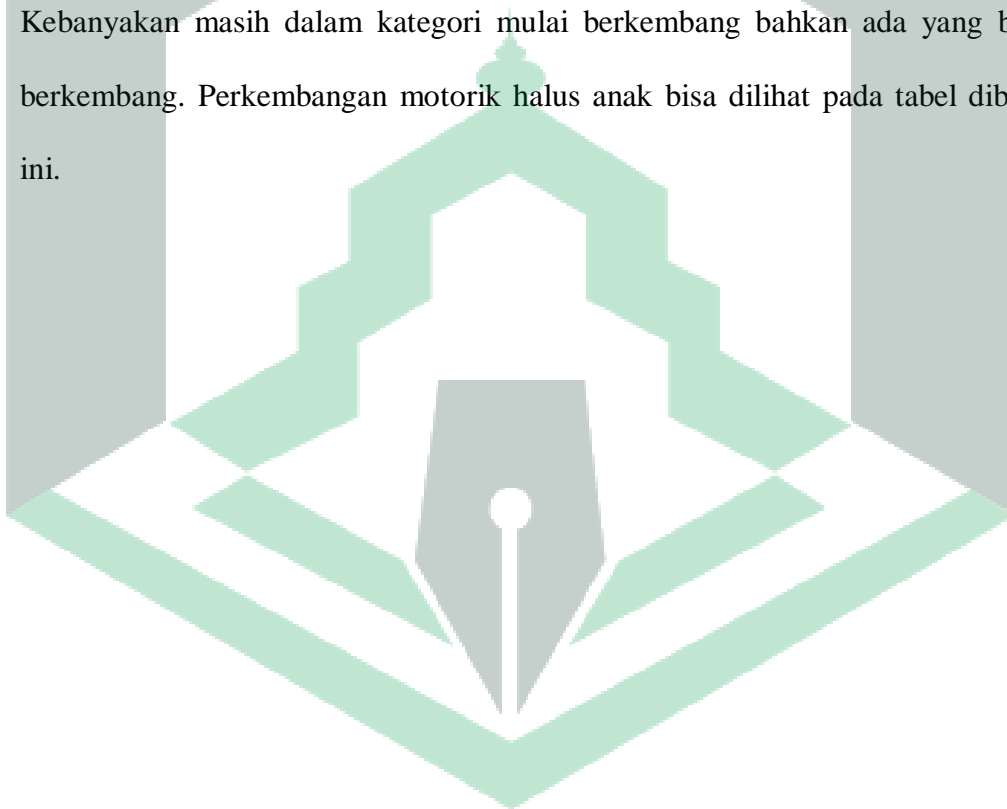 Kebanyakan masih dalam kategori mulai berkembang bahkan ada yang
berkembang. Perkembangan motorik halus anak bisa dilihat pada tabel
ini.